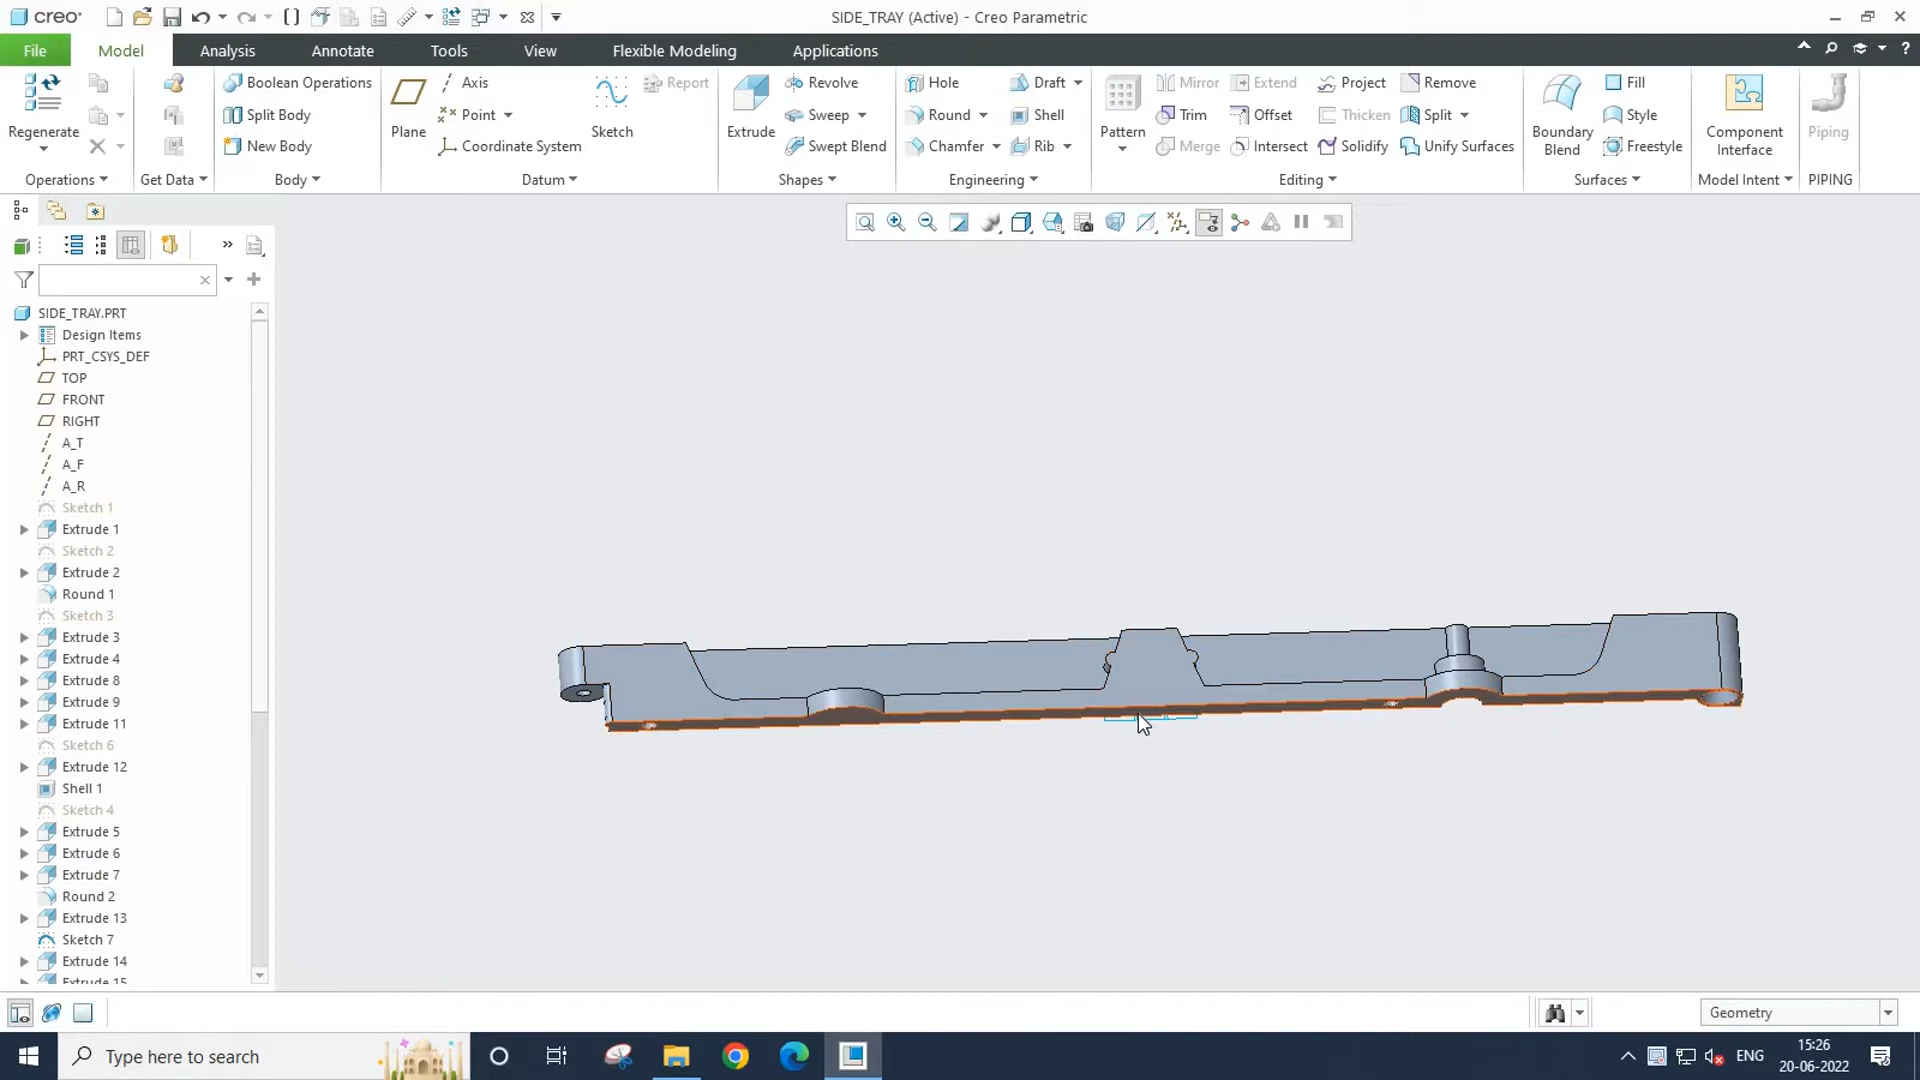 creo
SIDE_TRAY (Active) - Creo Parametric
File Model Analysis Annotate Tools View Flexible Modeling Applications
Regenerate
Operations
Get Data
Boolean Operations
Split Body
New Body
Body
Plane
Axis
Point
Coordinate System
Sketch
Report
Datum
Extrude
Revolve
Sweep
Swept Blend
Shapes
Hole
Round
Chamfer
Draft
Shell
Rib
Engineering
Pattern
Mirror
Trim
Merge
Extend
Offset
Intersect
Project
Thicken
Solidify
Remove
Split
Unify Surfaces
Editing
Boundary
Blend
Fill
Style
Freestyle
Surfaces
Component
Interface
Model Intent
Piping
PIPING
SIDE_TRAY.PRT
Design Items
PRT_CSYS_DEF
TOP
FRONT
RIGHT
A_T
A_F
A_R
Sketch 1
Extrude 1
Sketch 2
Extrude 2
Round 1
Sketch 3
Extrude 3
Extrude 4
Extrude 8
Extrude 9
Extrude 11
Sketch 6
Extrude 12
Shell 1
Sketch 4
Extrude 5
Extrude 6
Extrude 7
Round 2
Extrude 13
Sketch 7
Extrude 14
Extrude 15
Geometry
Type here to search
ENG
15:26
20-06-2022